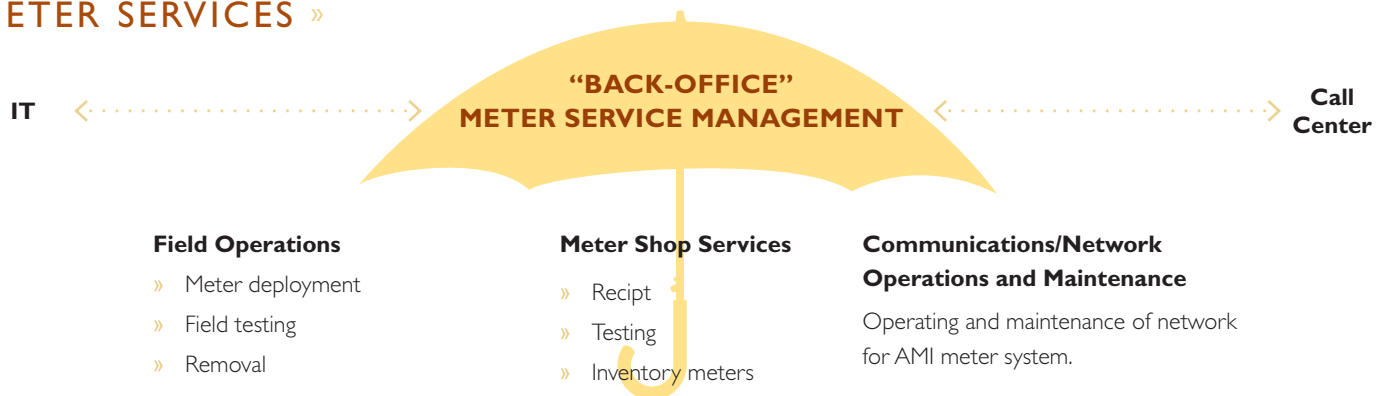 ETER SERVICES »
“BACK-OFFICE”
METER SERVICE MANAGEMENT
IT
Call
Center
Field Operations
» Meter deployment
» Field testing
» Removal
Meter Shop Services
» Recipt
» Testing
» Inventory meters
Communications/Network
Operations and Maintenance
Operating and maintenance of network
for AMI meter system.